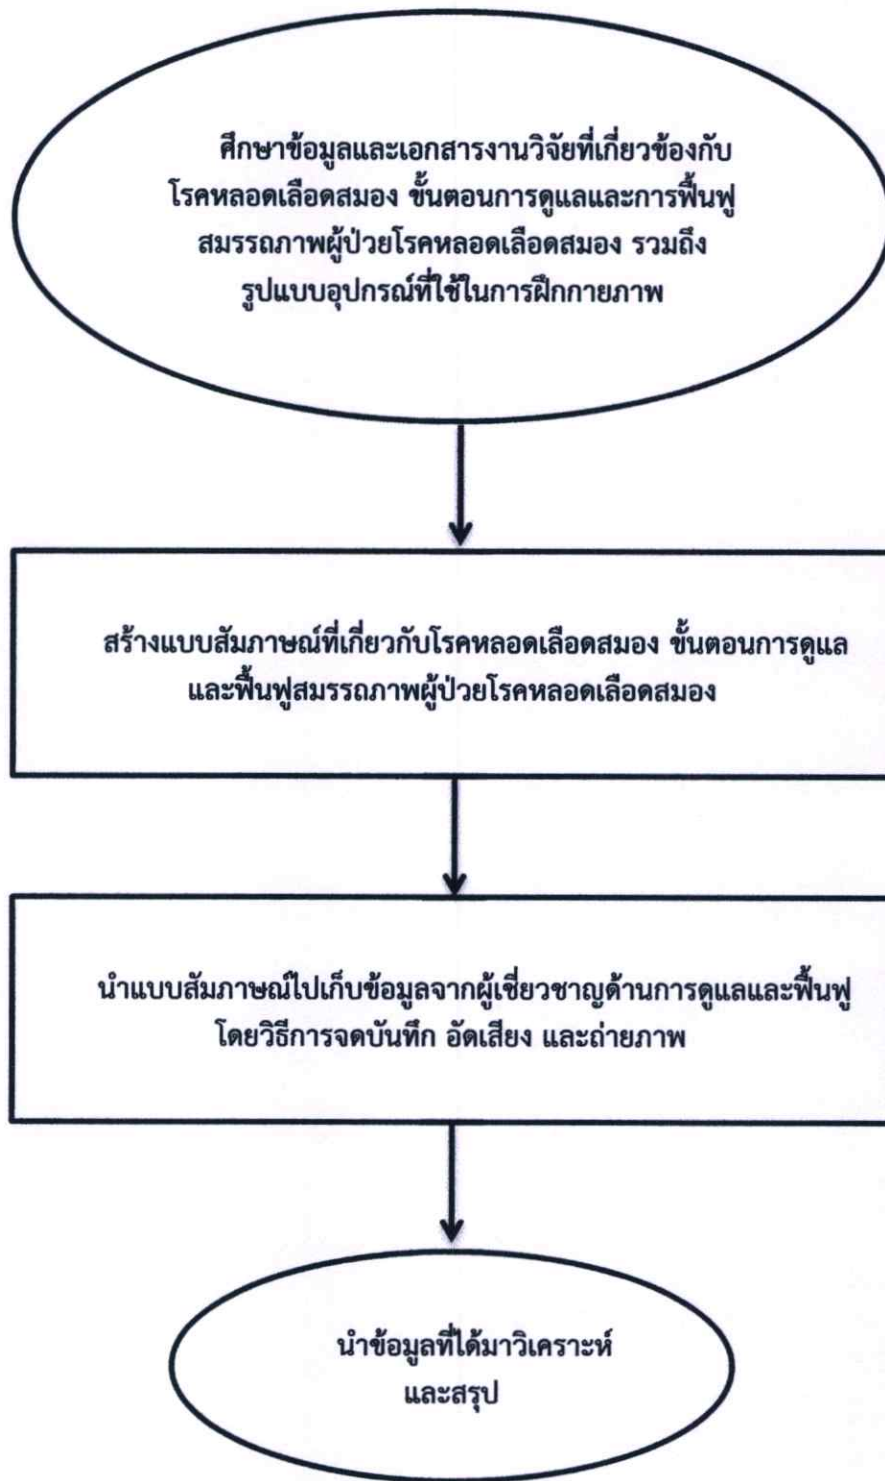 ศึกษาข้อมูลและเอกสารงานวิจัยที่เกี่ยวข้องกับ
โรคหลอดเลือดสมอง ขั้นตอนการดูแลและการฟื้นฟู
สมรรถภาพผู้ป่วยโรคหลอดเลือดสมอง รวมถึง
รูปแบบอุปกรณ์ที่ใช้ในการฝึกกายภาพ
สร้างแบบสัมภาษณ์ที่เกี่ยวกับโรคหลอดเลือดสมอง ขั้นตอนการดูแล
และฟื้นฟูสมรรถภาพผู้ป่วยโรคหลอดเลือดสมอง
นำแบบสัมภาษณ์ไปเก็บข้อมูลจากผู้เชี่ยวชาญด้านการดูแลและฟื้นฟู
โดยวิธีการจดบันทึก อัดเสียง และถ่ายภาพ
นำข้อมูลที่ได้มาวิเคราะห์
และสรุป